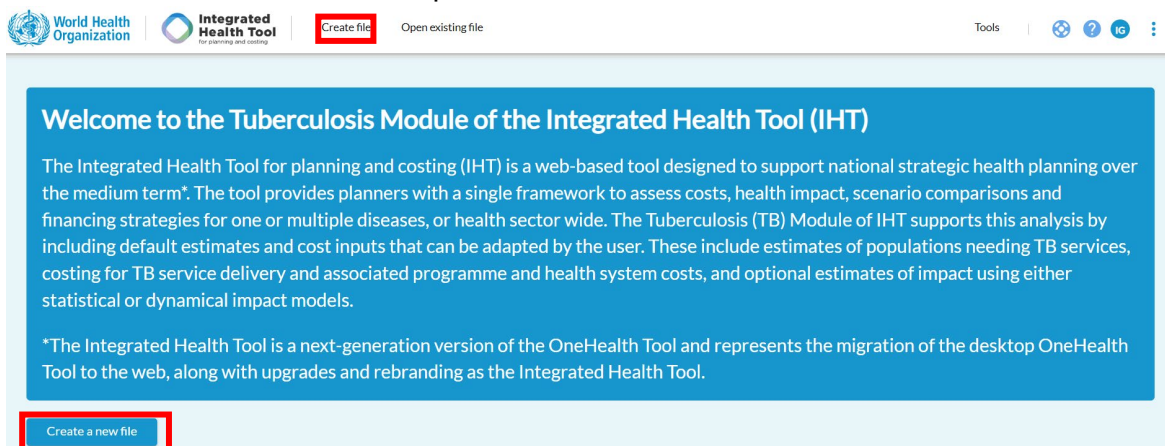 World Health
Organization
Integrated
Health Tool
for planning and costing
Create file
Open existing file
Tools
?
IG
Welcome to the Tuberculosis Module of the Integrated Health Tool (IHT)
The Integrated Health Tool for planning and costing (IHT) is a web-based tool designed to support national strategic health planning over
the medium term*. The tool provides planners with a single framework to assess costs, health impact, scenario comparisons and
financing strategies for one or multiple diseases, or health sector wide. The Tuberculosis (TB) Module of IHT supports this analysis by
including default estimates and cost inputs that can be adapted by the user. These include estimates of populations needing TB services,
costing for TB service delivery and associated programme and health system costs, and optional estimates of impact using either
statistical or dynamical impact models.
*The Integrated Health Tool is a next-generation version of the OneHealth Tool and represents the migration of the desktop OneHealth
Tool to the web, along with upgrades and rebranding as the Integrated Health Tool.
Create a new file